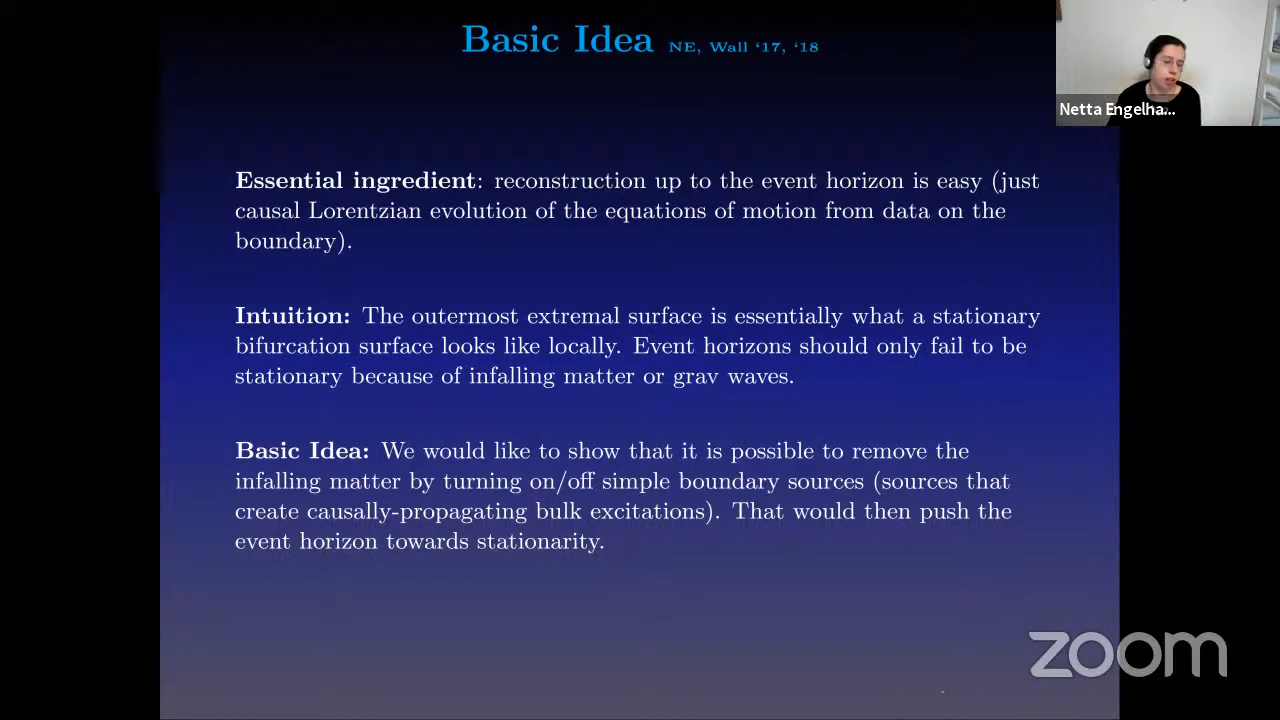 Basic Idea NE, Wall ‘17, ‘18
Netta Engelha...
Essential ingredient: reconstruction up to the event horizon is easy (just
causal Lorentzian evolution of the equations of motion from data on the
boundary).
Intuition: The outermost extremal surface is essentially what a stationary
bifurcation surface looks like locally. Event horizons should only fail to be
stationary because of infalling matter or grav waves.
Basic Idea: We would like to show that it is possible to remove the
infalling matter by turning on/off simple boundary sources (sources that
create causally-propagating bulk excitations). That would then push the
event horizon towards stationarity.
zoom